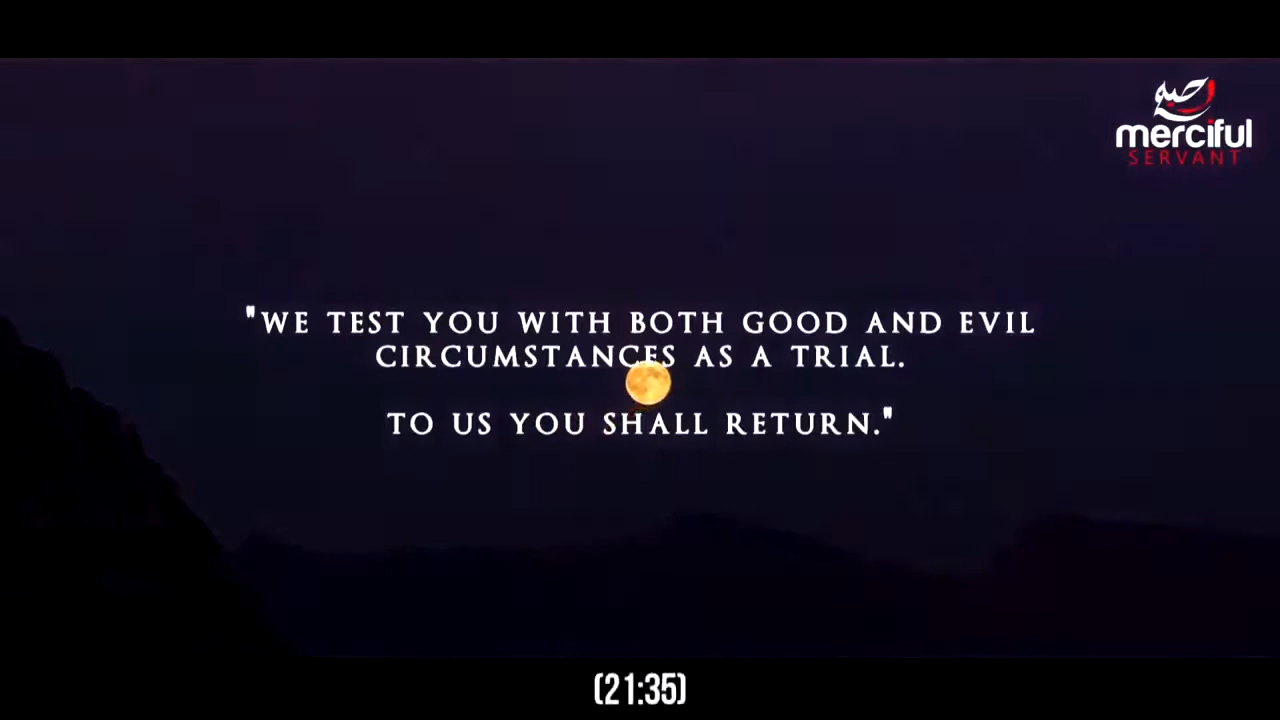 merciful
SERVANT
"WE TEST YOU WITH BOTH GOOD AND EVIL
CIRCUMSTANCES AS A TRIAL.
TO US YOU SHALL RETURN."
(21:35)